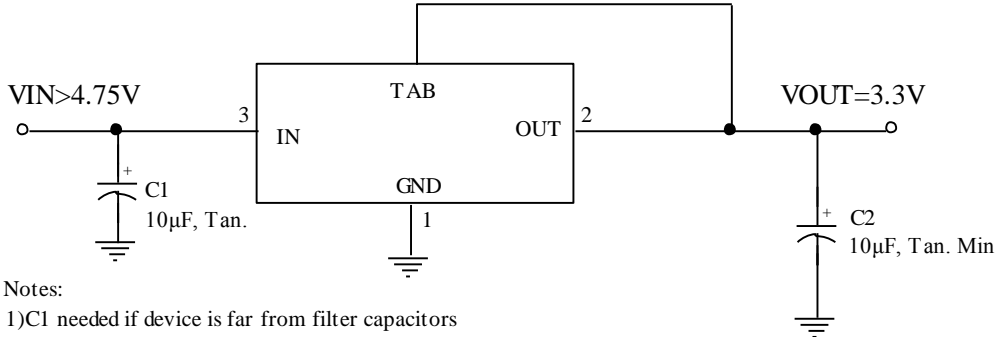 TAB
VIN>4.75V
VOUT=3.3V
3
2
IN
OUT
+
C1
10μF, Tan.
GND
1
+
C2
10μF, Tan. Min
Notes:
1)C1 needed if device is far from filter capacitors